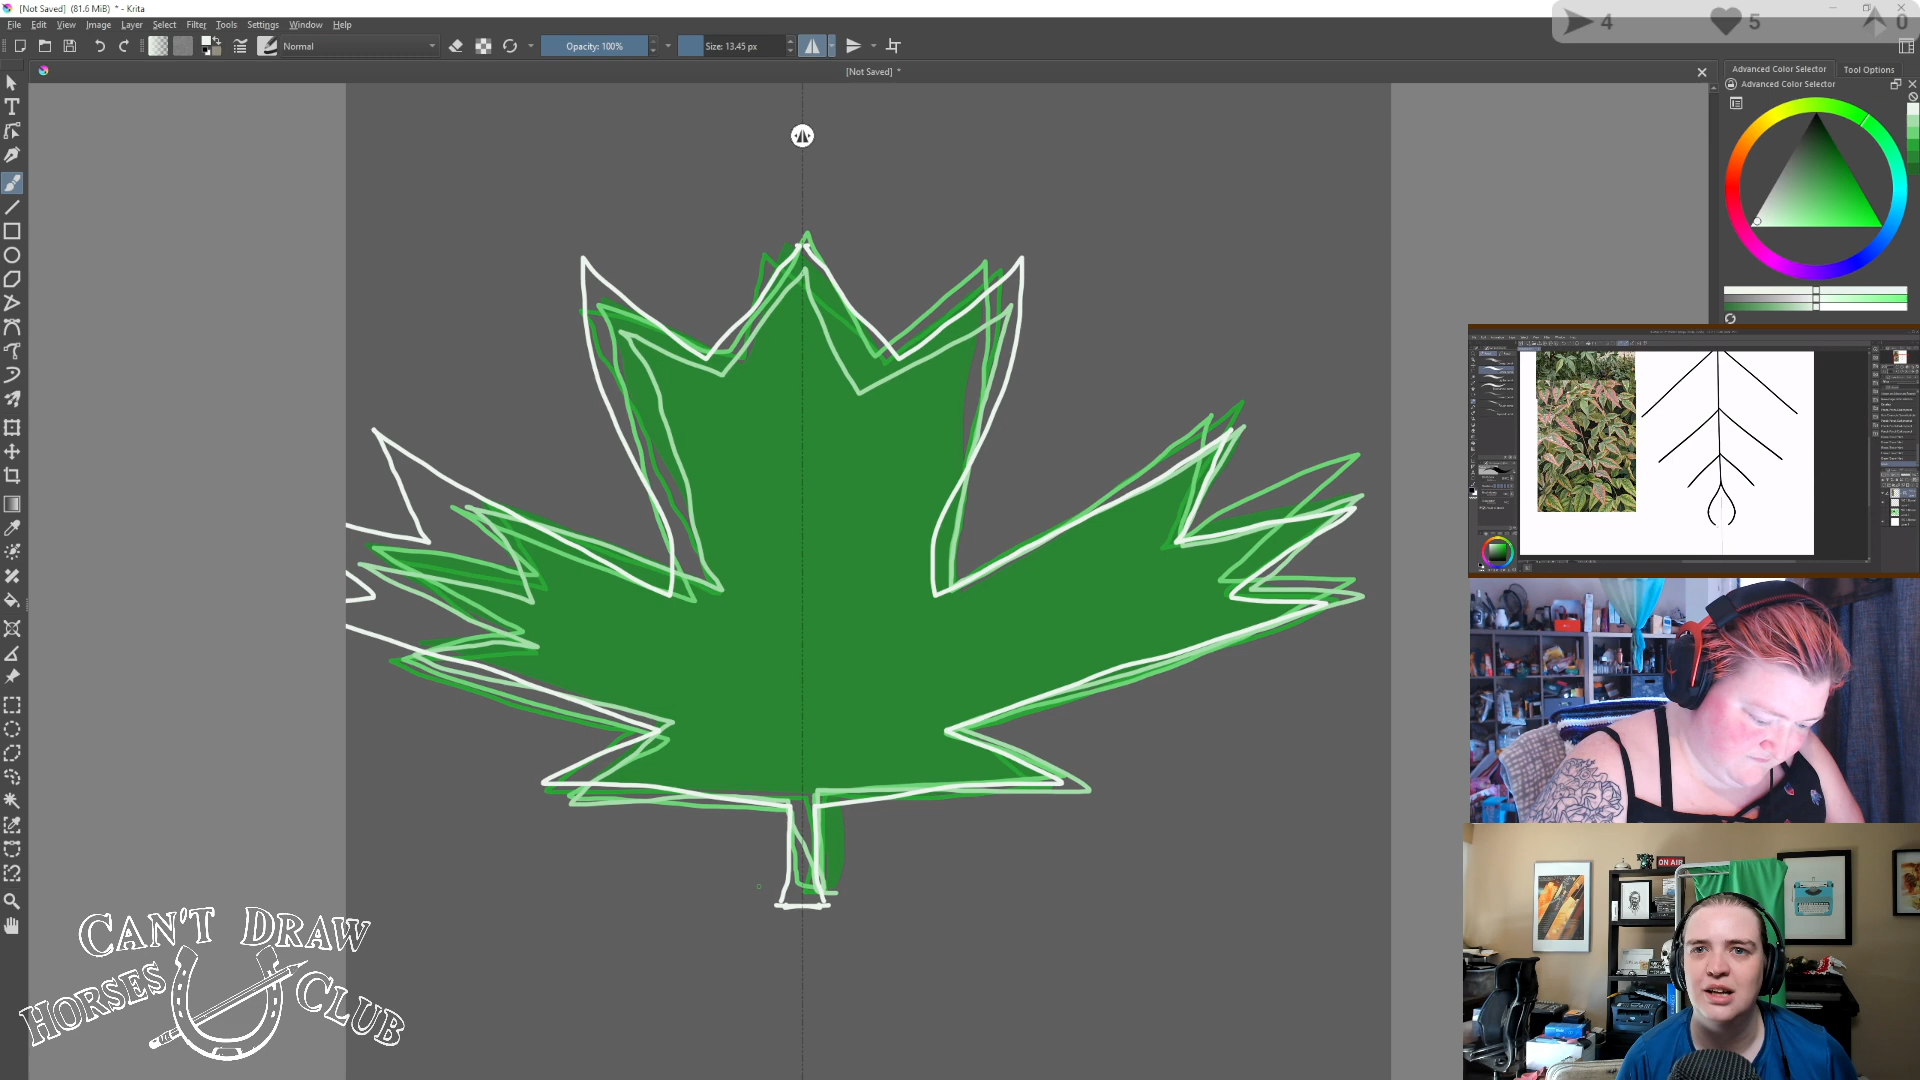 [Not Saved] (81.6 MiB) * - Krita
File Edit View Image Layer Select Filter Tools Settings Window Help
Normal
Opacity: 100%
Size: 13.45 px
4
5
0
[Not Saved] *
Advanced Color Selector
Tool Options
Advanced Color Selector
ON AIR
CAN'T DRAW
HORSES CLUB